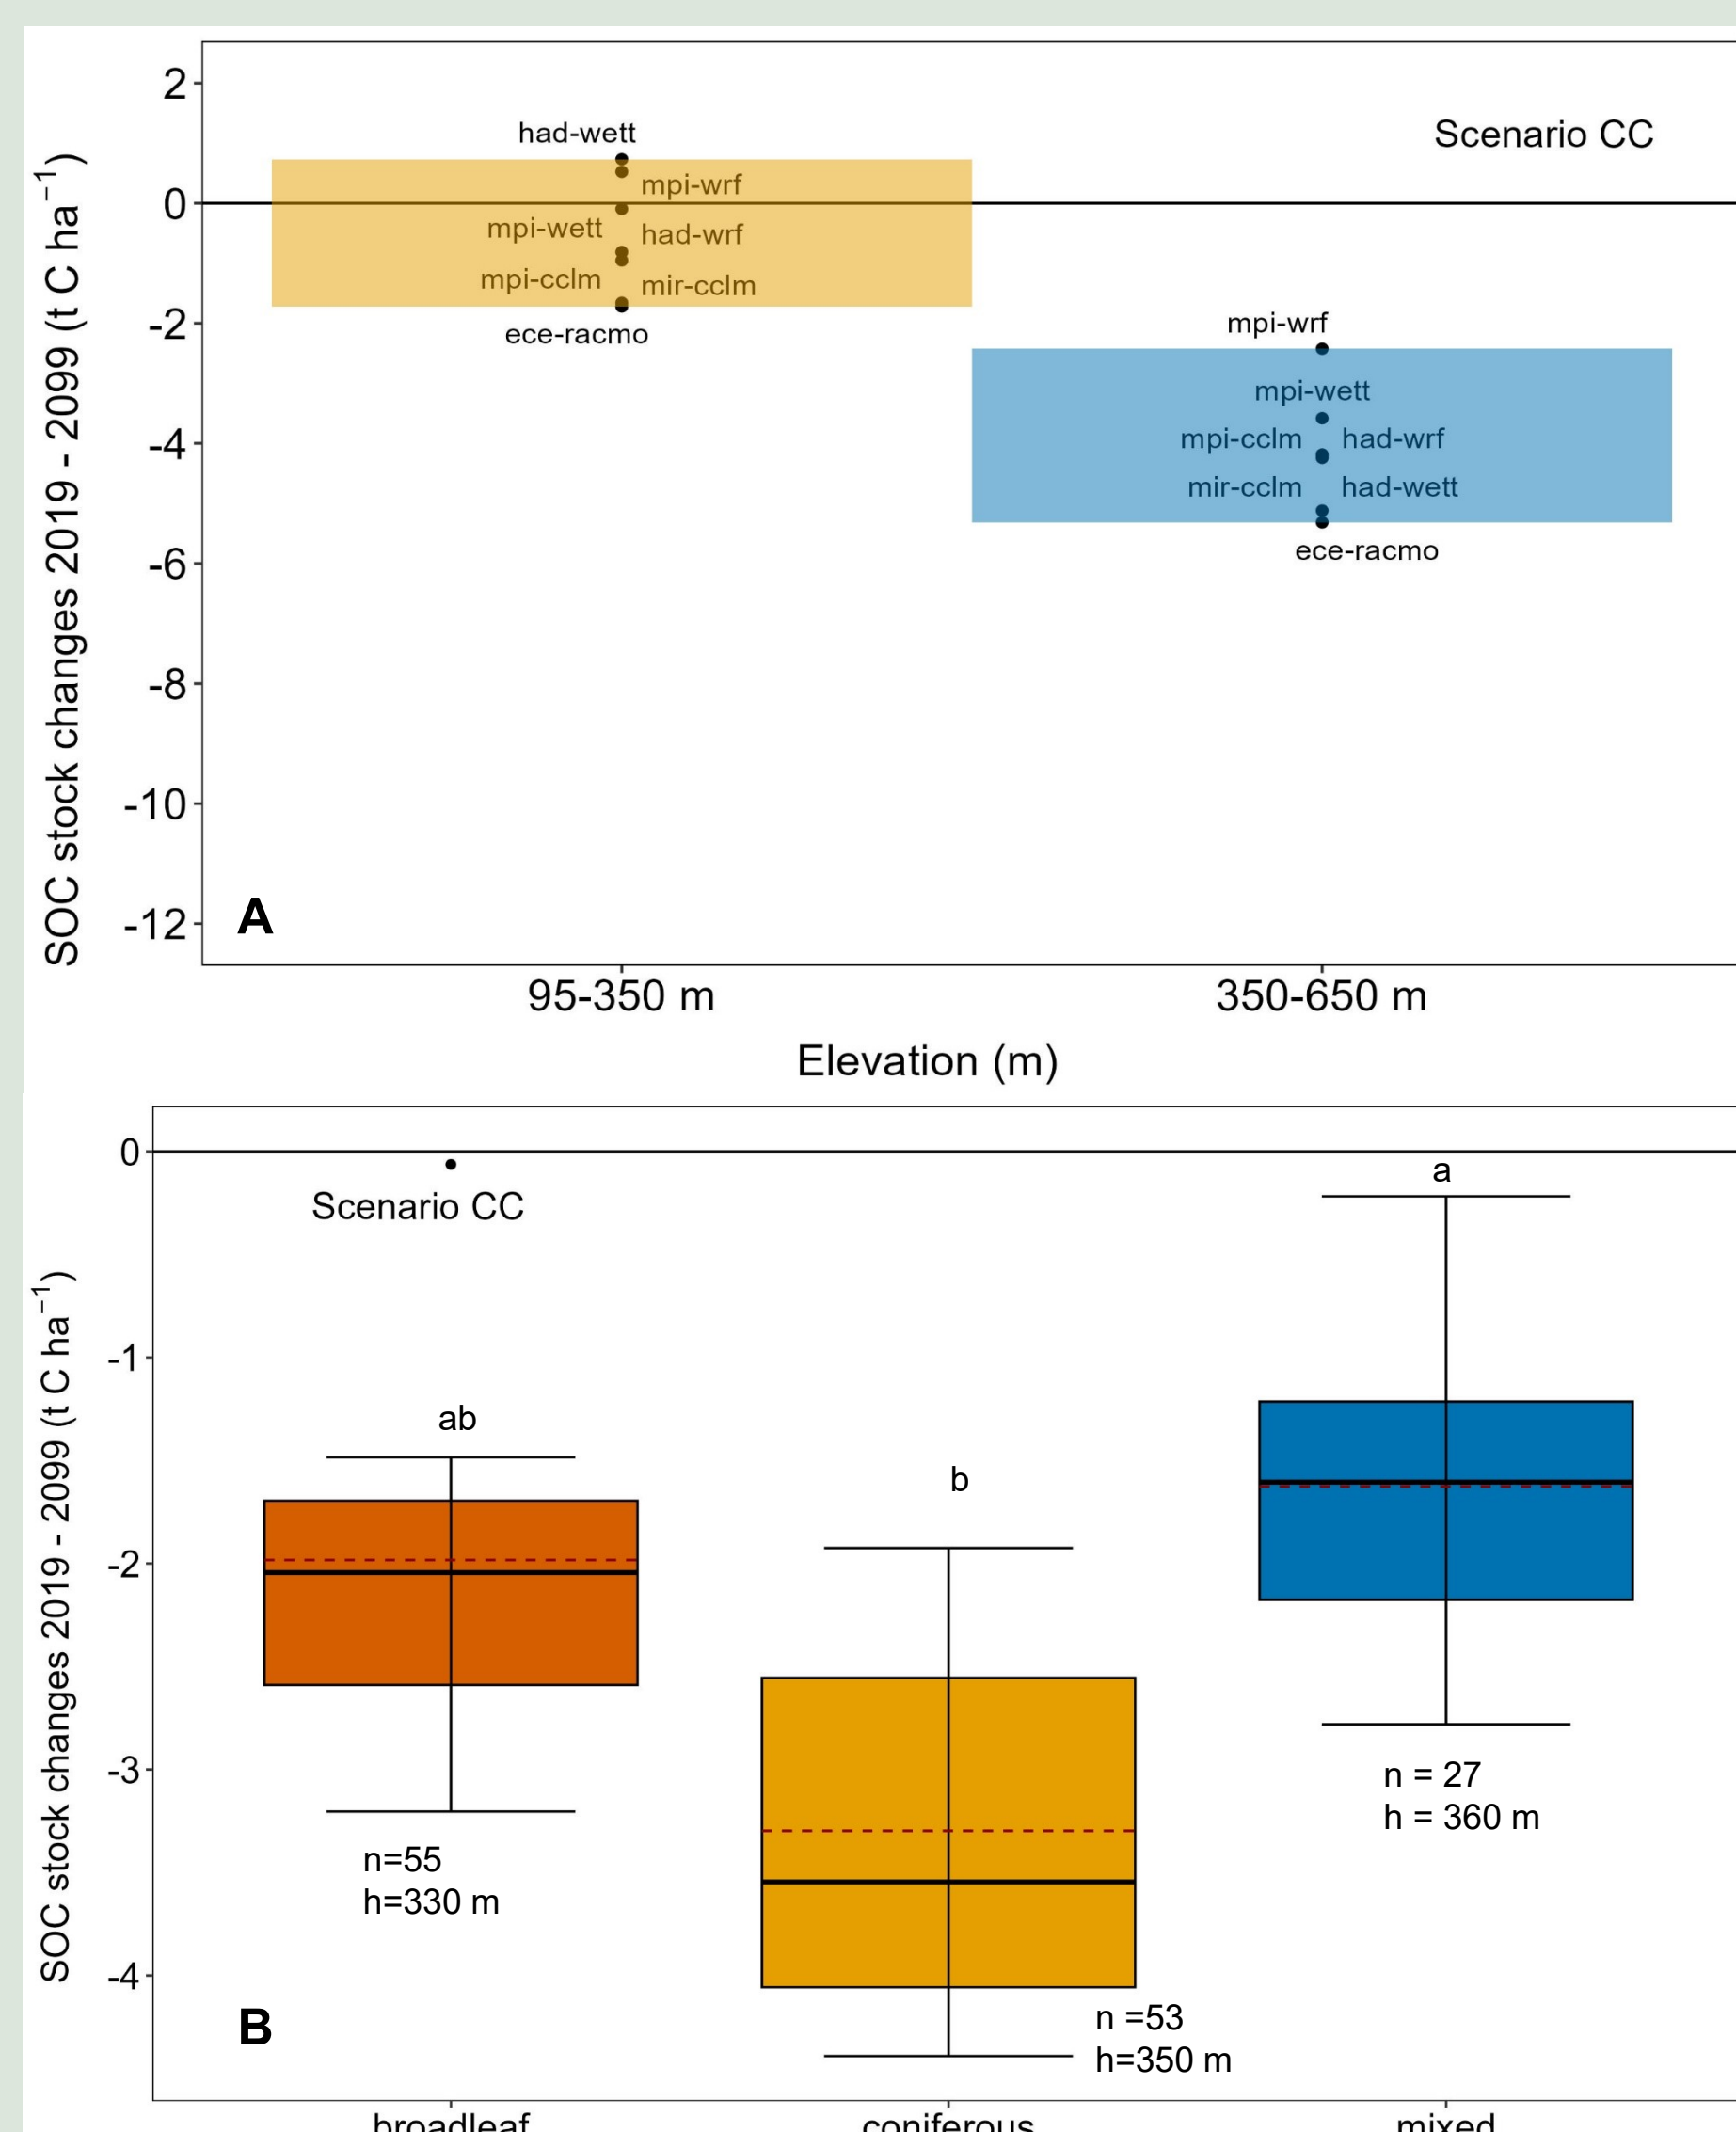 SOC stock changes 2019 - 2099 (t C ha⁻¹)
2
0
-2
-4
-6
-8
-10
-12
Scenario CC
had-wett
mpi-wrf
mpi-wett had-wrf
mpi-cclm mir-cclm
ece-racmo
mpi-wrf
mpi-wett
mpi-cclm had-wrf
mir-cclm had-wett
ece-racmo
A
95-350 m 350-650 m
Elevation (m)
SOC stock changes 2019 - 2099 (t C ha⁻¹)
0
-1
-2
-3
-4
Scenario CC
ab
b
a
n=55
h=330 m
n =53
h=350 m
n = 27
h = 360 m
B
broadleaf coniferous mixed